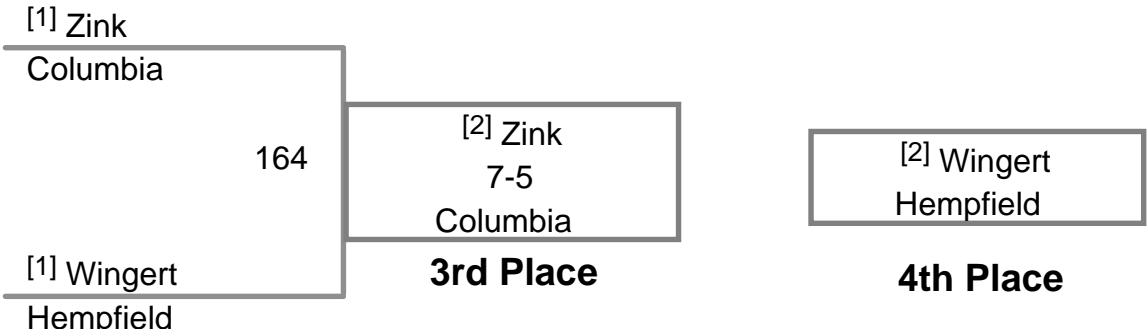 [1] Zink
Columbia
164
[1] Wingert
Hempfield
[2] Zink
7-5
Columbia
3rd Place
[2] Wingert
Hempfield
4th Place